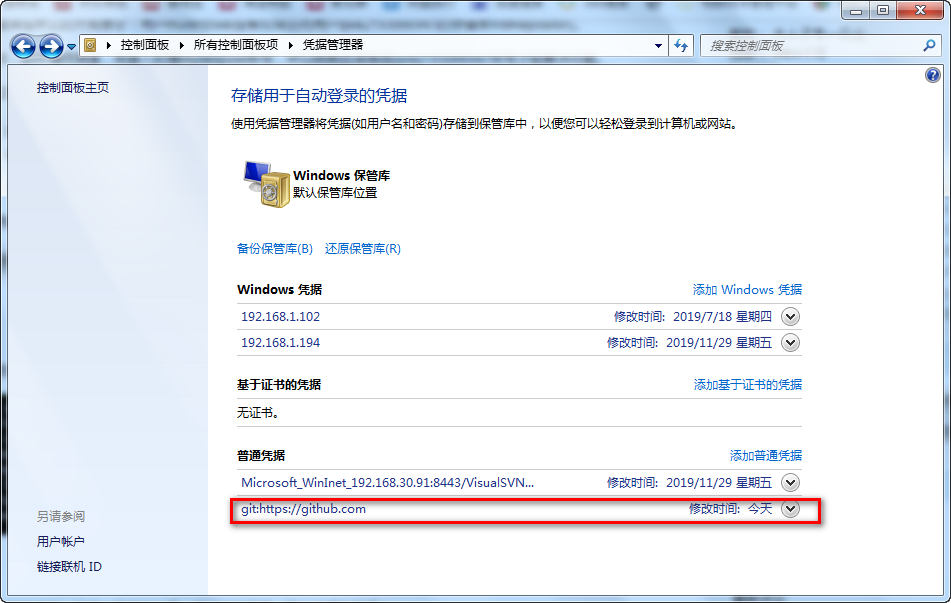 控制面板 ▸ 所有控制面板项 ▸ 凭据管理器
搜索控制面板
控制面板主页
存储用于自动登录的凭据
使用凭据管理器将凭据(如用户名和密码)存储到保管库中，以便您可以轻松登录到计算机或网站。
Windows 保管库
默认保管库位置
备份保管库(B) 还原保管库(R)
Windows 凭据 添加 Windows 凭据
192.168.1.102 修改时间: 2019/7/18 星期四
192.168.1.194 修改时间: 2019/11/29 星期五
基于证书的凭据 添加基于证书的凭据
无证书。
普通凭据 添加普通凭据
Microsoft_WinInet_192.168.30.91:8443/VisualSVN... 修改时间: 2019/11/29 星期五
git:https://github.com 修改时间: 今天
另请参阅
用户帐户
链接联机 ID